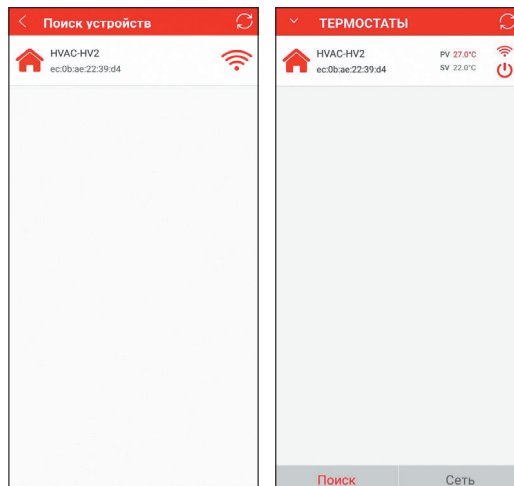 Поиск устройств
HVAC-HV2
ec:0b:ae:22:39:d4
ТЕРМОСТАТЫ
HVAC-HV2 PV 27.0°C
ec:0b:ae:22:39:d4 SV 22.0°C
Поиск Сеть